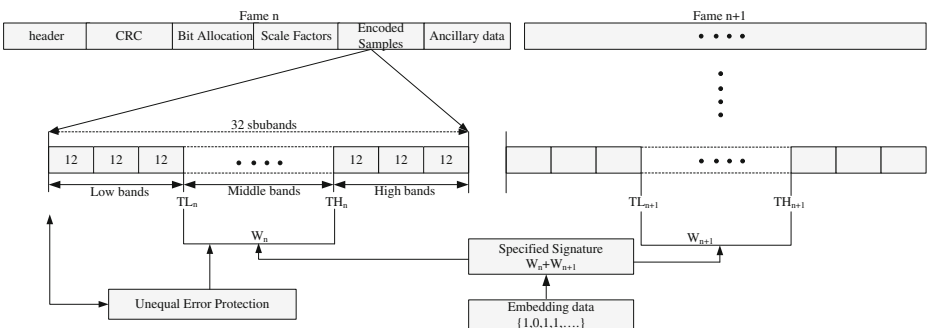 Fame n
Fame n+1
header
CRC
Bit Allocation
Scale Factors
Encoded
Samples
Ancillary data
32 sbubands
12
12
12
12
12
12
Low bands
Middle bands
High bands
TLn
THn
TLn+1
THn+1
Wn
Wn+1
Specified Signature
Wn+Wn+1
Unequal Error Protection
Embedding data
{1,0,1,1,….}